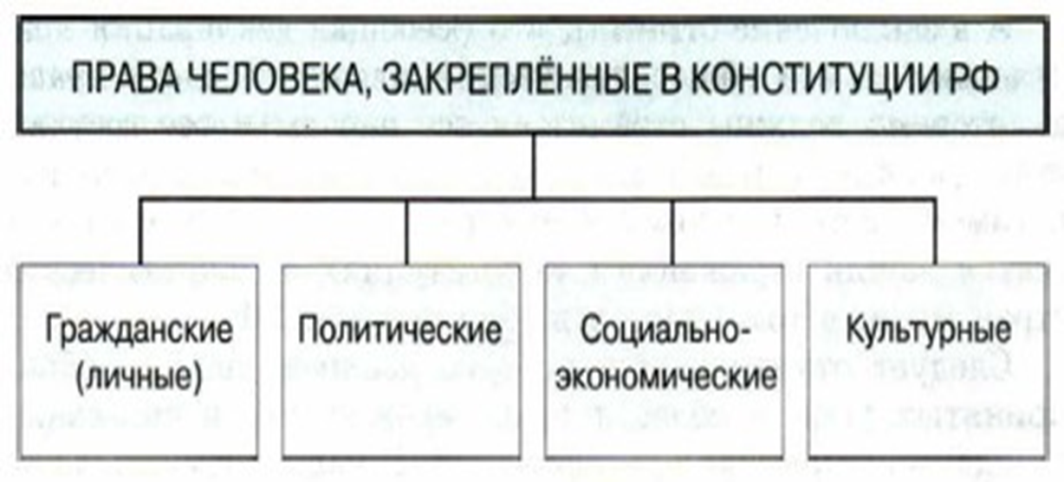 ПРАВА ЧЕЛОВЕКА, ЗАКРЕПЛЁННЫЕ В КОНСТИТУЦИИ РФ
Гражданские
(личные)
Политические
Социально-
экономические
Культурные